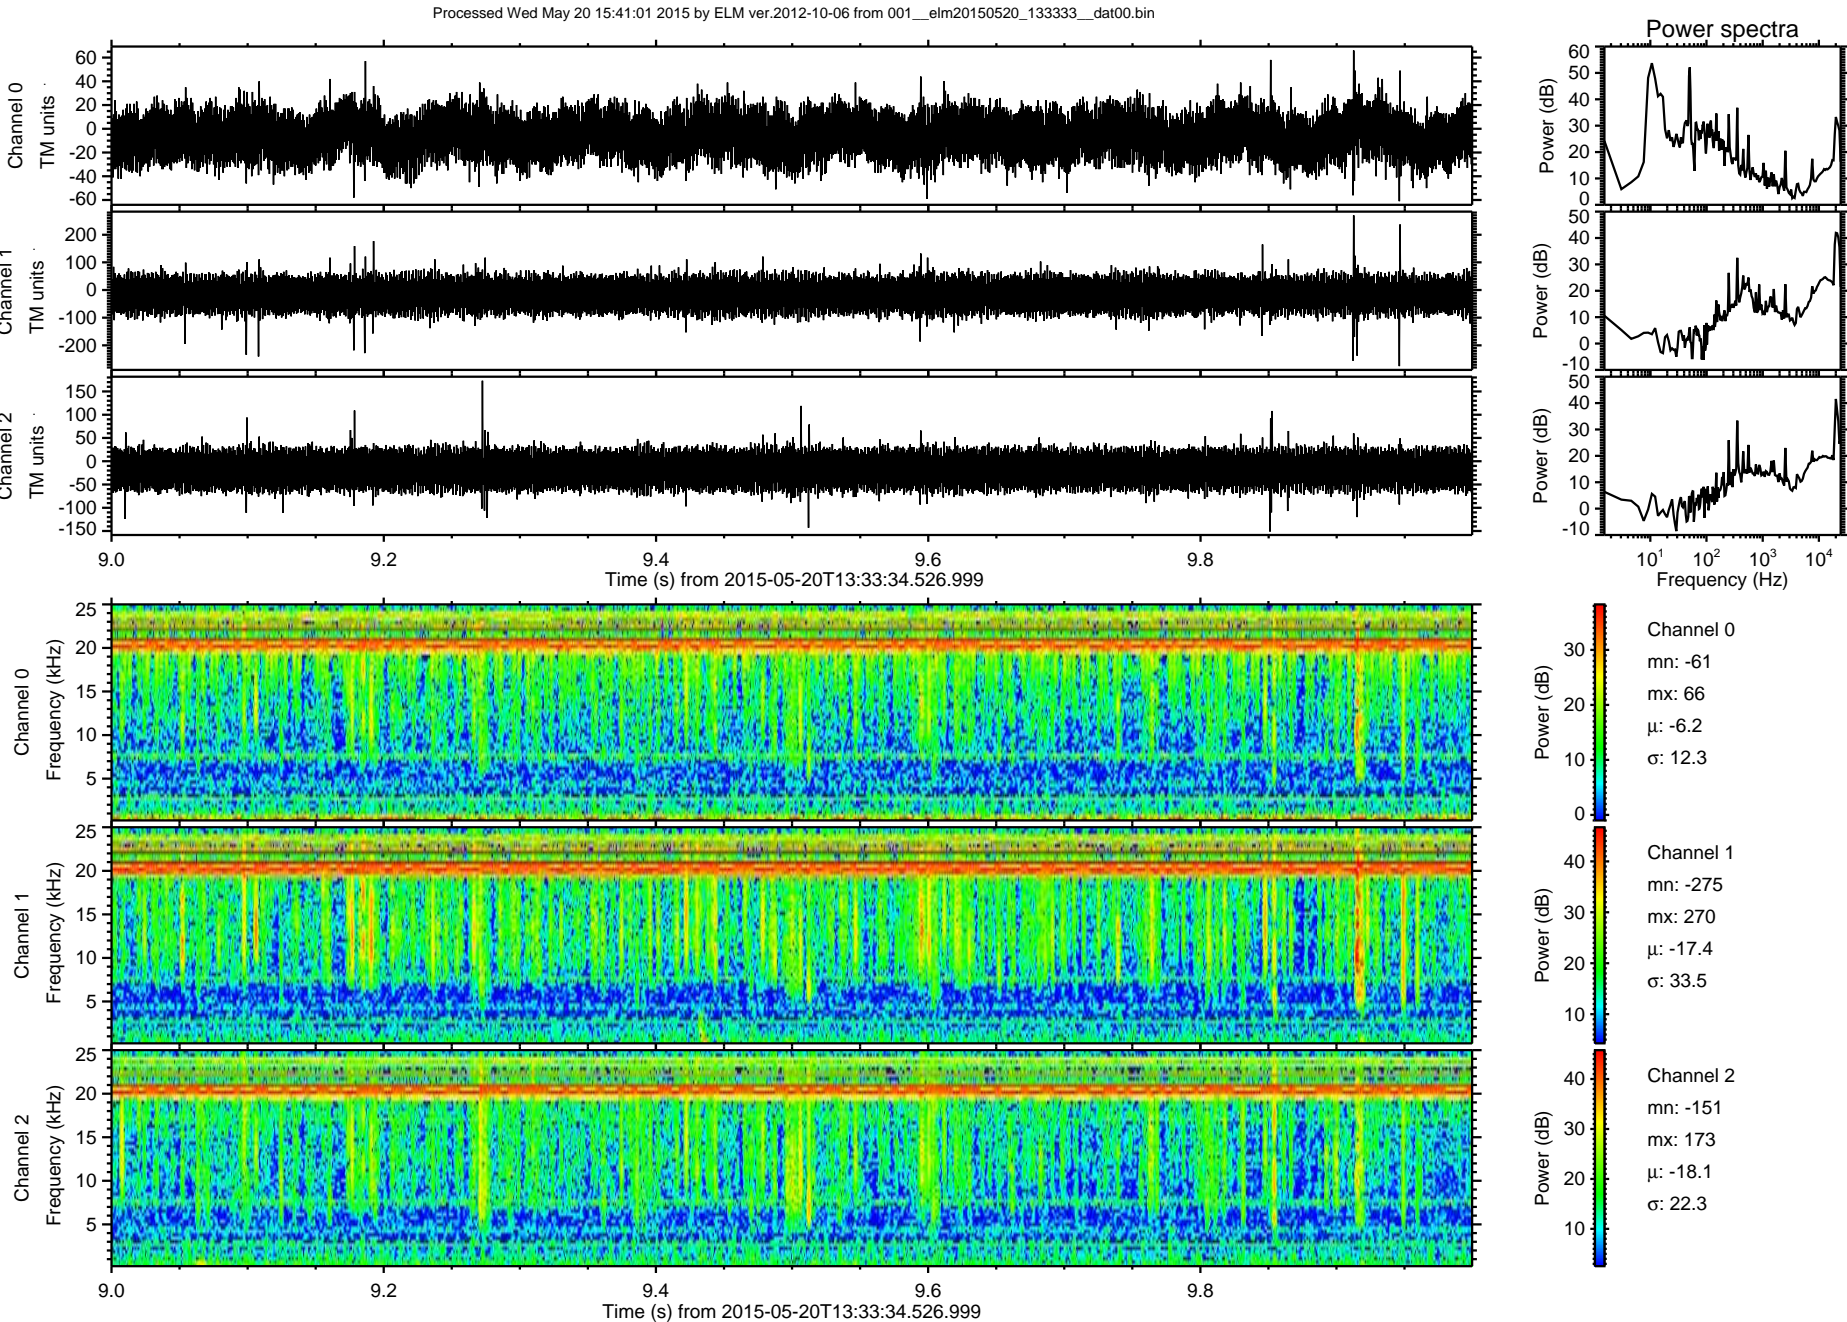 Processed Wed May 20 15:41:01 2015 by ELM ver.2012-10-06 from 001__elm20150520_133333__dat00.bin
Power spectra
Channel 0
TM units
60
40
20
0
-20
-40
-60
Power (dB)
60
50
40
30
20
10
0
Channel 1
TM units
200
100
0
-100
-200
Power (dB)
50
40
30
20
10
0
-10
Channel 2
TM units
150
100
50
0
-50
-100
-150
Power (dB)
50
40
30
20
10
0
-10
9.0 9.2 9.4 9.6 9.8
Time (s) from 2015-05-20T13:33:34.526.999
10^1 10^2 10^3 10^4
Frequency (Hz)
Channel 0
Frequency (kHz)
25
20
15
10
5
Power (dB)
30
20
10
0
Channel 0
mn: -61
mx: 66
μ: -6.2
σ: 12.3
Channel 1
Frequency (kHz)
25
20
15
10
5
Power (dB)
40
30
20
10
Channel 1
mn: -275
mx: 270
μ: -17.4
σ: 33.5
Channel 2
Frequency (kHz)
25
20
15
10
5
Power (dB)
40
30
20
10
Channel 2
mn: -151
mx: 173
μ: -18.1
σ: 22.3
9.0 9.2 9.4 9.6 9.8
Time (s) from 2015-05-20T13:33:34.526.999